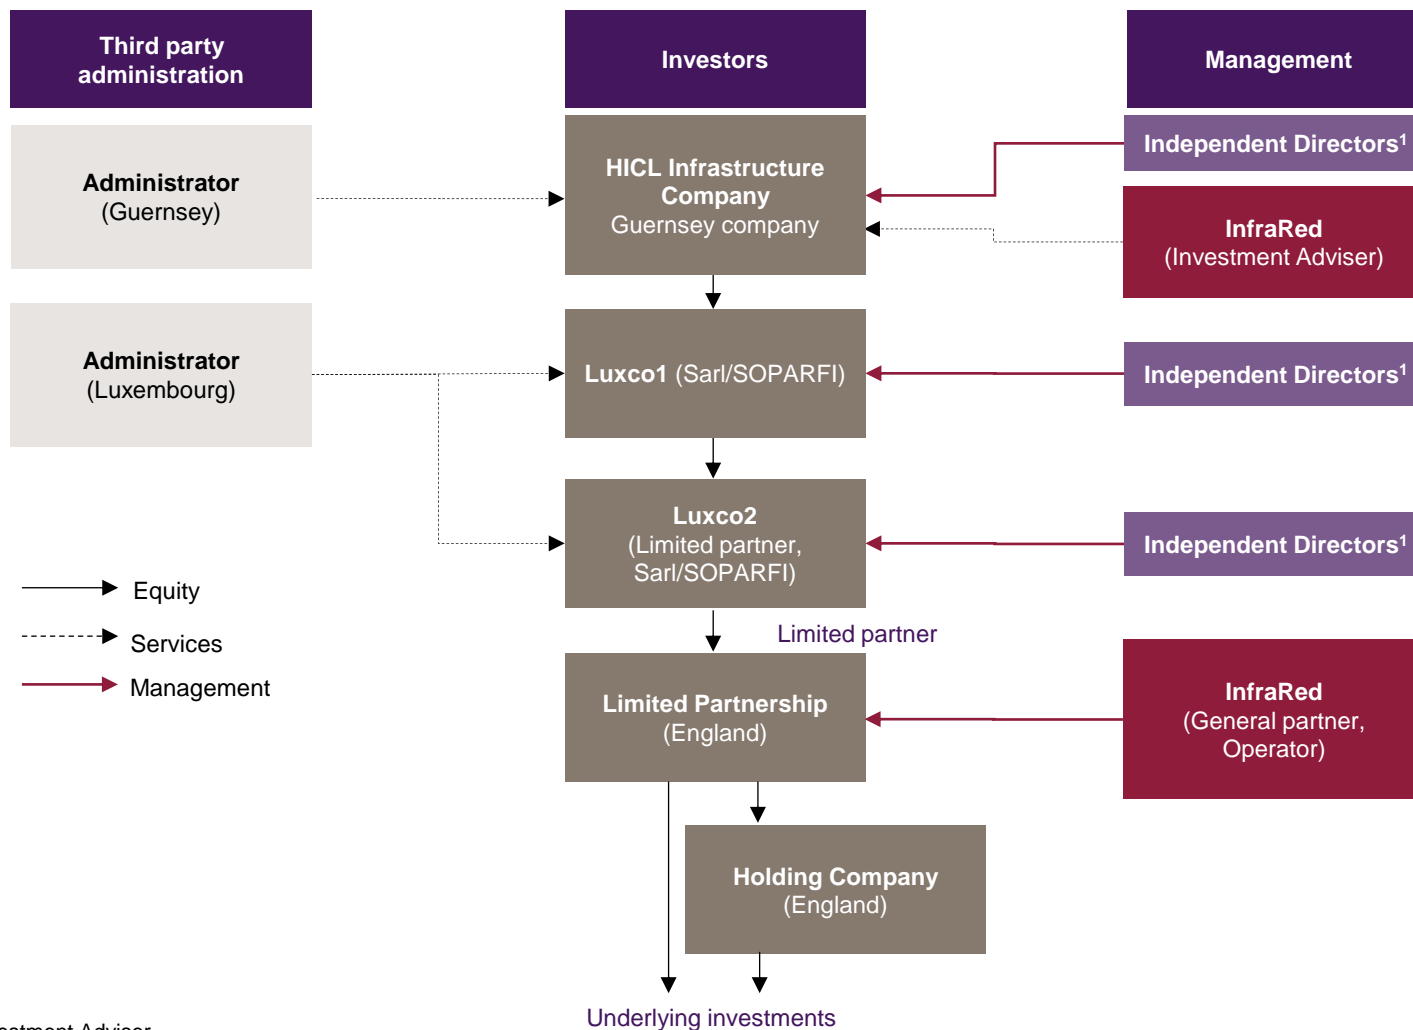 Third party
administration
Investors
Management
Administrator
(Guernsey)
HICL Infrastructure
Company
Guernsey company
Independent Directors¹
InfraRed
(Investment Adviser)
Administrator
(Luxembourg)
Luxco1 (Sarl/SOPARFI)
Independent Directors¹
Luxco2
(Limited partner,
Sarl/SOPARFI)
Independent Directors¹
Equity
Services
Management
Limited partner
Limited Partnership
(England)
InfraRed
(General partner,
Operator)
Holding Company
(England)
Underlying investments
Adviser